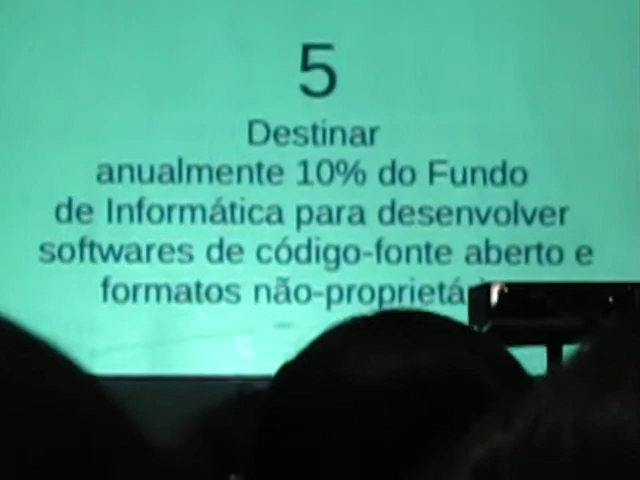 5
Destinar
anualmente 10% do Fundo
de Informática para desenvolver
softwares de código-fonte aberto e
formatos